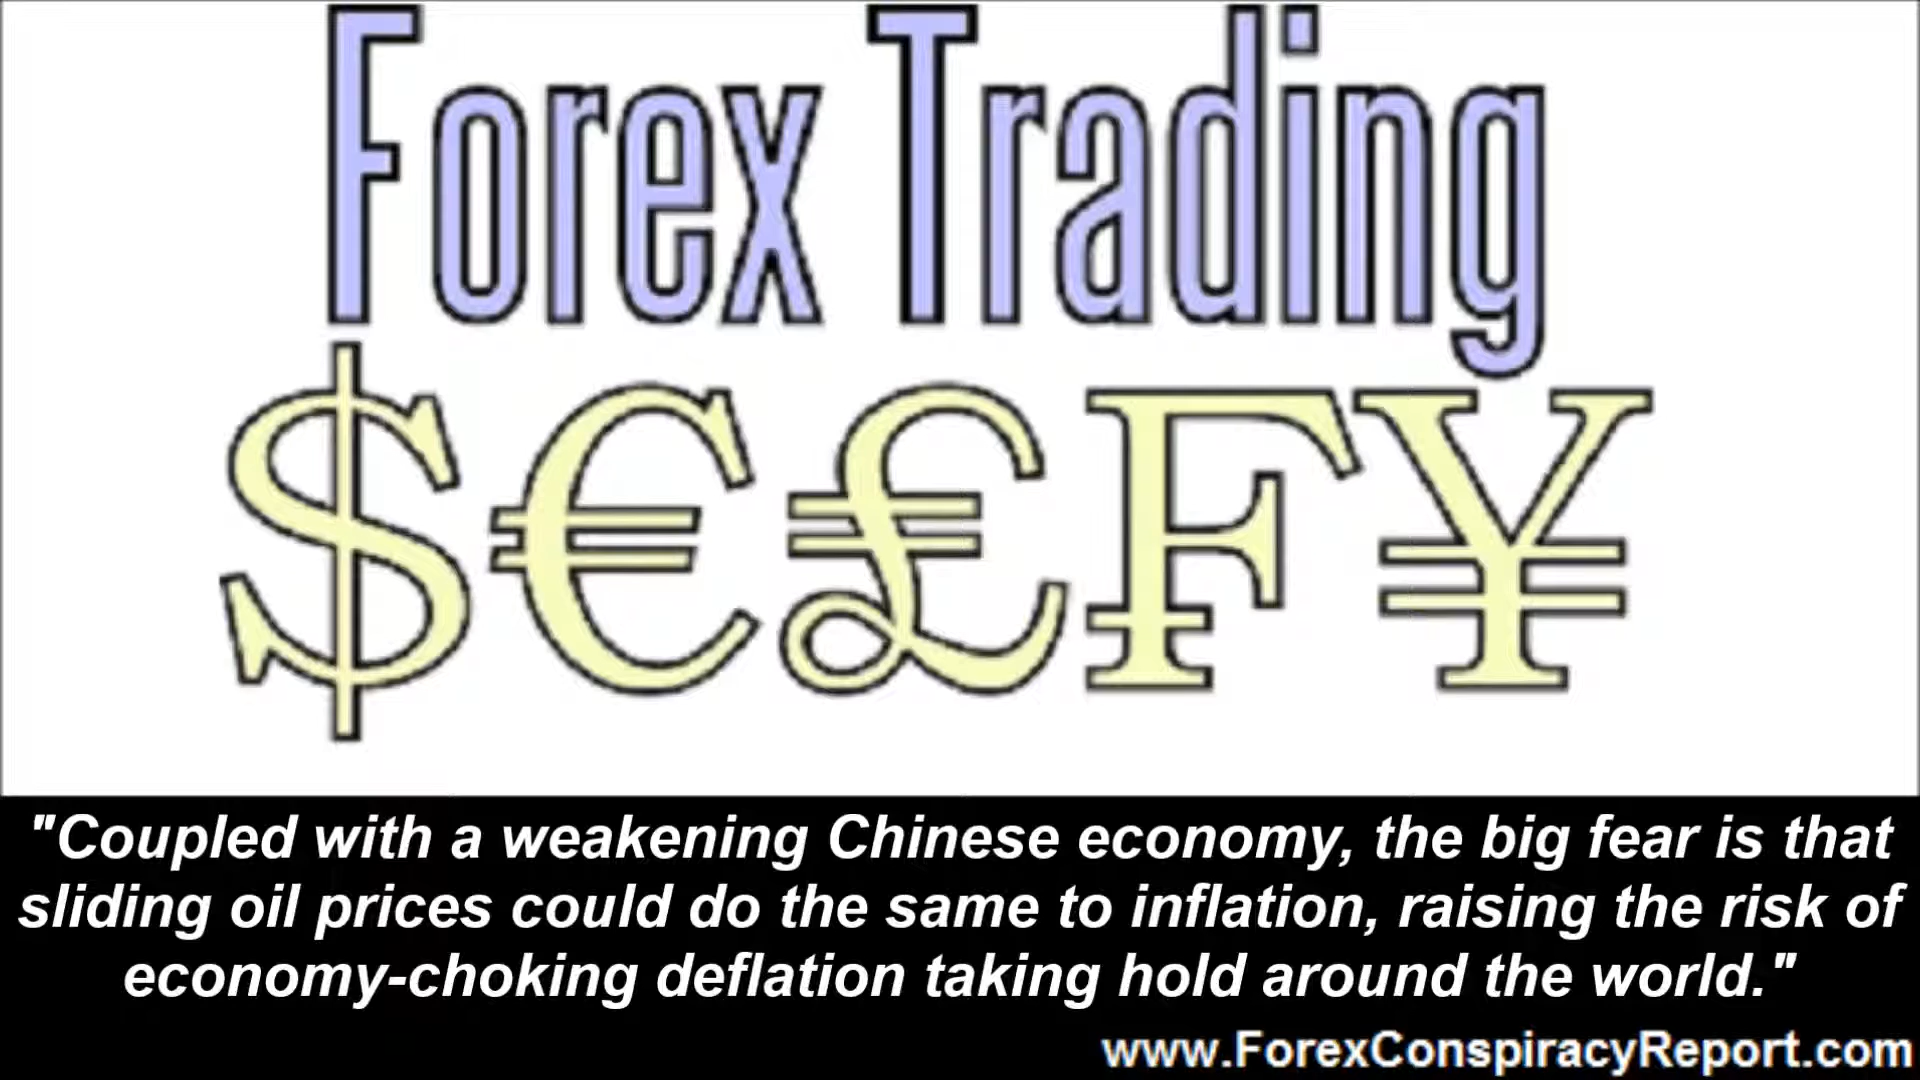 Forex Trading
$€£₣¥
"Coupled with a weakening Chinese economy, the big fear is that
sliding oil prices could do the same to inflation, raising the risk of
economy-choking deflation taking hold around the world."
www.ForexConspiracyReport.com